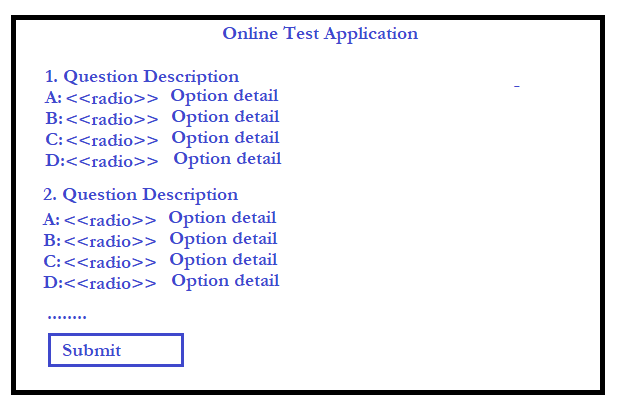 Online Test Application
1. Question Description
A: <<radio>> Option detail
B: <<radio>> Option detail
C: <<radio>> Option detail
D:<<radio>> Option detail
2. Question Description
A: <<radio>> Option detail
B: <<radio>> Option detail
C: <<radio>> Option detail
D:<<radio>> Option detail
........
Submit